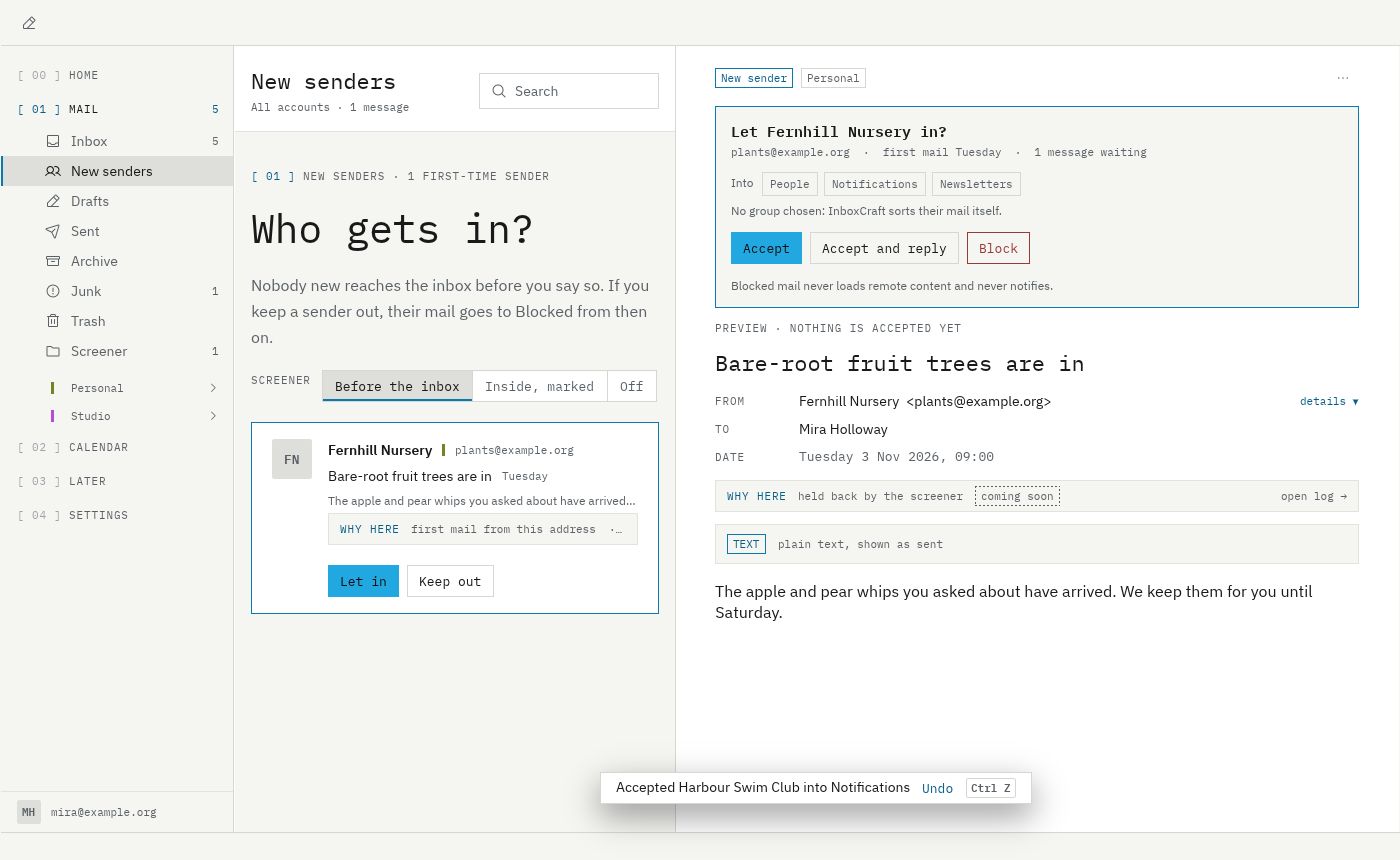 [ 00 ] HOME
[ 01 ] MAIL 5
Inbox 5
New senders
Drafts
Sent
Archive
Junk 1
Trash
Screener 1
Personal
Studio
[ 02 ] CALENDAR
[ 03 ] LATER
[ 04 ] SETTINGS
MH mira@example.org
New senders
All accounts · 1 message
Search
[ 01 ] NEW SENDERS · 1 FIRST-TIME SENDER
Who gets in?
Nobody new reaches the inbox before you say so. If you
keep a sender out, their mail goes to Blocked from then
on.
SCREENER Before the inbox Inside, marked Off
FN
Fernhill Nursery plants@example.org
Bare-root fruit trees are in Tuesday
The apple and pear whips you asked about have arrived…
WHY HERE first mail from this address ·…
Let in Keep out
New sender Personal ···
Let Fernhill Nursery in?
plants@example.org · first mail Tuesday · 1 message waiting
Into People Notifications Newsletters
No group chosen: InboxCraft sorts their mail itself.
Accept Accept and reply Block
Blocked mail never loads remote content and never notifies.
PREVIEW · NOTHING IS ACCEPTED YET
Bare-root fruit trees are in
FROM Fernhill Nursery <plants@example.org> details ▾
TO Mira Holloway
DATE Tuesday 3 Nov 2026, 09:00
WHY HERE held back by the screener coming soon open log →
TEXT plain text, shown as sent
The apple and pear whips you asked about have arrived. We keep them for you until
Saturday.
Accepted Harbour Swim Club into Notifications Undo Ctrl Z